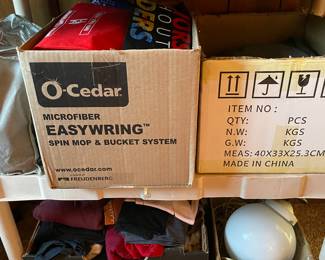 O-Cedar
MICROFIBER
EASYWRING™
SPIN MOP & BUCKET SYSTEM
www.ocedar.com
FREUDENBERG
ITEM NO :
QTY: PCS
N.W: KGS
G.W: KGS
MEAS: 40X33X25.3CM
MADE IN CHINA